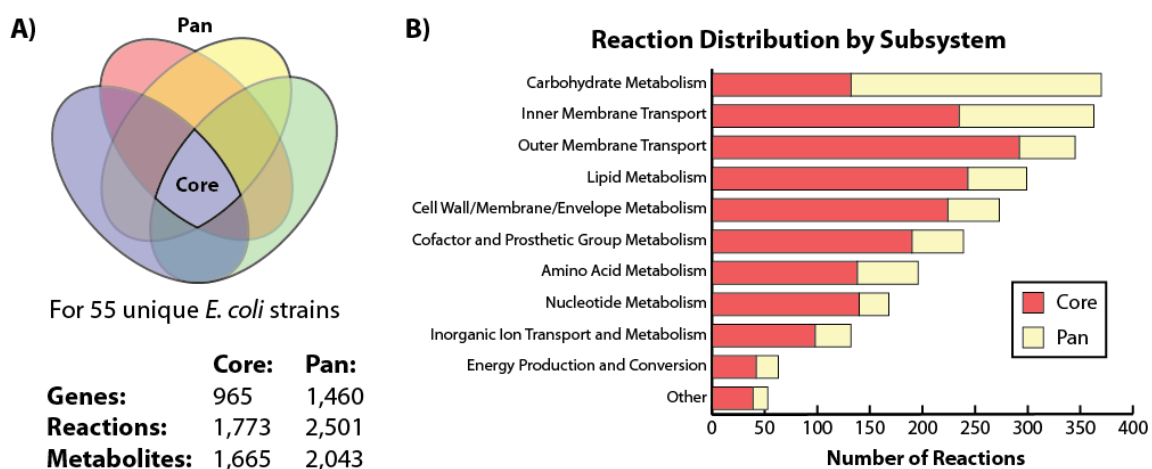 A)
Pan
Core
For 55 unique E. coli strains
Core: Pan:
Genes: 965 1,460
Reactions: 1,773 2,501
Metabolites: 1,665 2,043
B)
Reaction Distribution by Subsystem
Carbohydrate Metabolism
Inner Membrane Transport
Outer Membrane Transport
Lipid Metabolism
Cell Wall/Membrane/Envelope Metabolism
Cofactor and Prosthetic Group Metabolism
Amino Acid Metabolism
Nucleotide Metabolism
Inorganic Ion Transport and Metabolism
Energy Production and Conversion
Other
Core
Pan
0 50 100 150 200 250 300 350 400
Number of Reactions